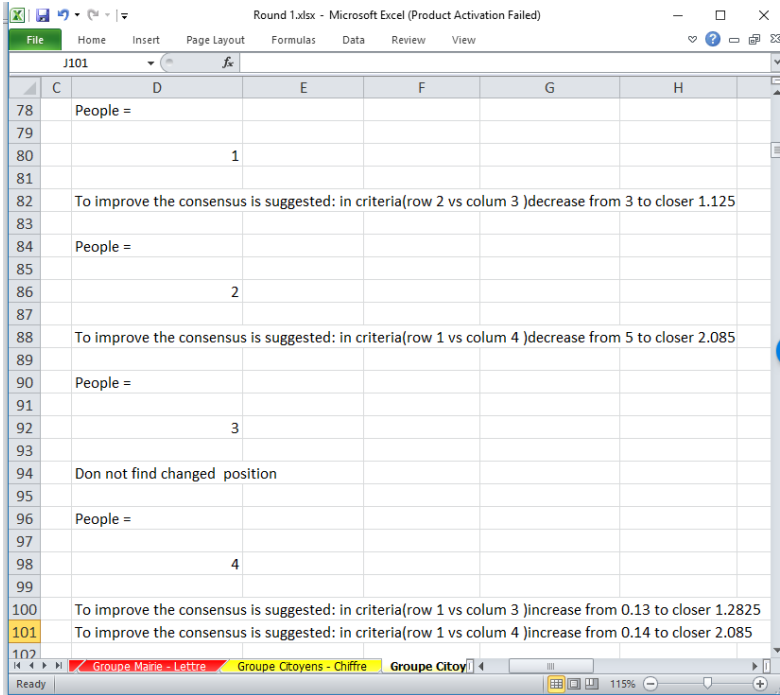 Round 1.xlsx - Microsoft Excel (Product Activation Failed)
File Home Insert Page Layout Formulas Data Review View
J101 fx
C D E F G H
78 People =
79
80 1
81
82 To improve the consensus is suggested: in criteria(row 2 vs colum 3 )decrease from 3 to closer 1.125
83
84 People =
85
86 2
87
88 To improve the consensus is suggested: in criteria(row 1 vs colum 4 )decrease from 5 to closer 2.085
89
90 People =
91
92 3
93
94 Don not find changed position
95
96 People =
97
98 4
99
100 To improve the consensus is suggested: in criteria(row 1 vs colum 3 )increase from 0.13 to closer 1.2825
101 To improve the consensus is suggested: in criteria(row 1 vs colum 4 )increase from 0.14 to closer 2.085
102
Groupe Mairie - Lettre Groupe Citoyens - Chiffre Groupe Citoy
Ready 115%